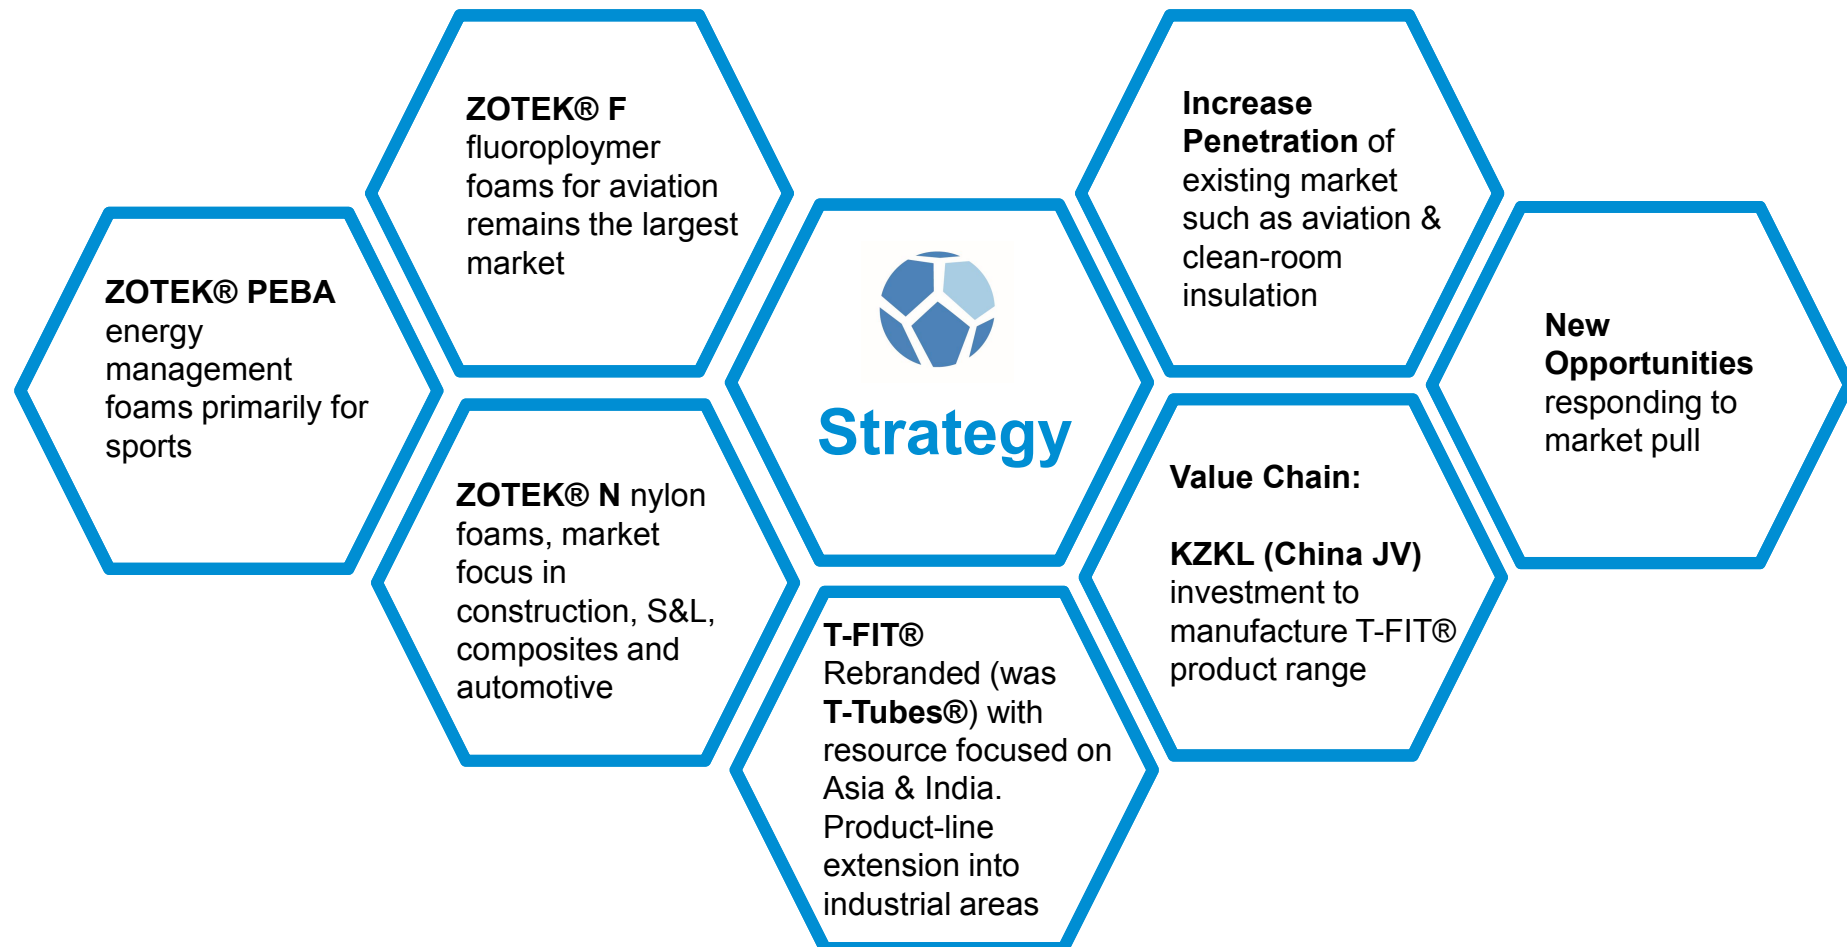 ZOTEK® PEBA
energy
management
foams primarily for
sports
ZOTEK® F
fluoroploymer
foams for aviation
remains the largest
market
ZOTEK® N nylon
foams, market
focus in
construction, S&L,
composites and
automotive
Strategy
T-FIT®
Rebranded (was
T-Tubes®) with
resource focused on
Asia & India.
Product-line
extension into
industrial areas
Increase
Penetration of
existing market
such as aviation &
clean-room
insulation
Value Chain:
KZKL (China JV)
investment to
manufacture T-FIT®
product range
New
Opportunities
responding to
market pull